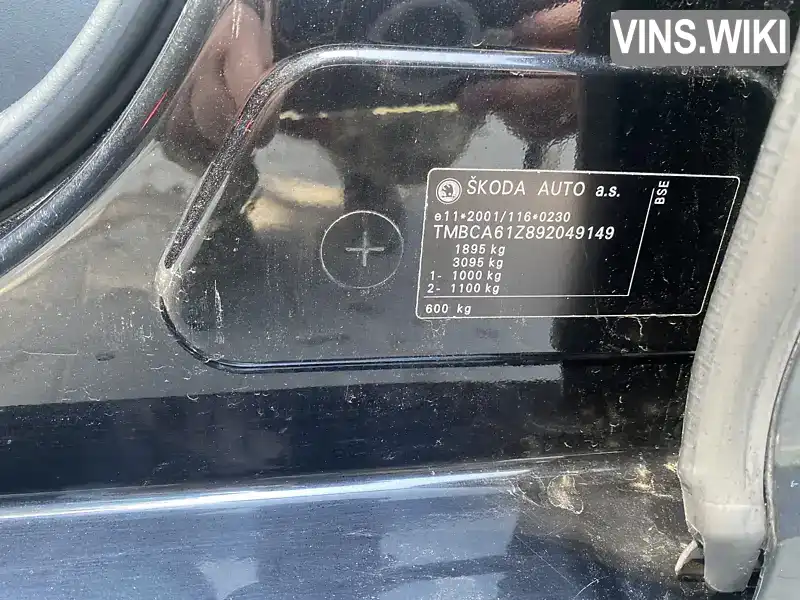 VINS.WIKI
ŠKODA AUTO a.s.
BSE
e11*2001/116*0230
TMBCA61Z892049149
1895 kg
3095 kg
1- 1000 kg
2- 1100 kg
600 kg